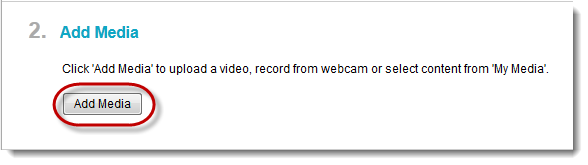 2. Add Media
Click 'Add Media' to upload a video, record from webcam or select content from 'My Media'.
Add Media